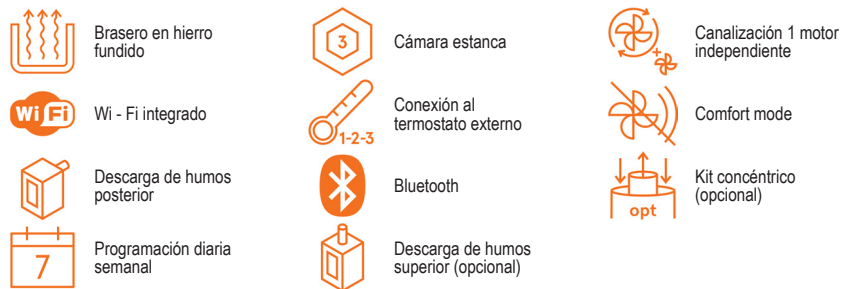 Brasero en hierro
fundido
3
Cámara estanca
Canalización 1 motor
independiente
Wi Fi
Wi - Fi integrado
1-2-3
Conexión al
termostato externo
Comfort mode
Descarga de humos
posterior
Bluetooth
opt
Kit concéntrico
(opcional)
7
Programación diaria
semanal
Descarga de humos
superior (opcional)